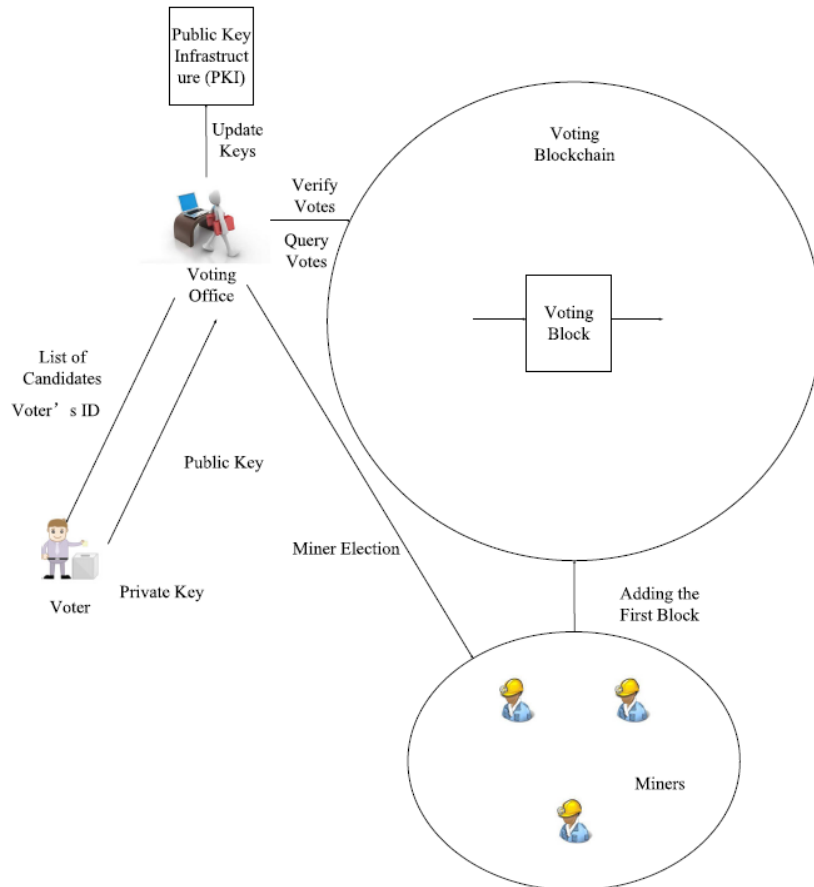 Public Key
Infrastruct
ure (PKI)
Update
Keys
Voting
Blockchain
Verify
Votes
Query
Votes
Voting
Office
Voting
Block
List of
Candidates
Voter’s ID
Public Key
Miner Election
Private Key
Voter
Adding the
First Block
Miners